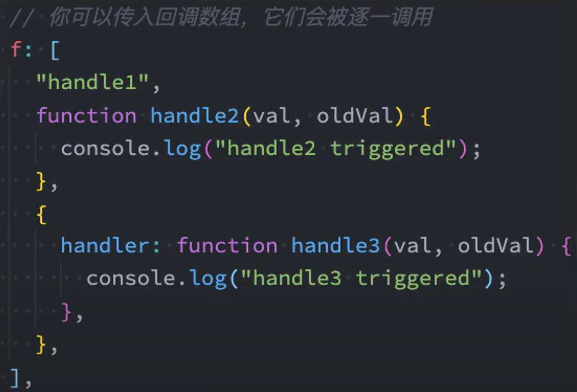 // 你可以传入回调数组, 它们会被逐一调用
f: [
"handle1",
function handle2(val, oldVal) {
console.log("handle2 triggered");
},
{
handler: function handle3(val, oldVal) {
console.log("handle3 triggered");
},
},
],